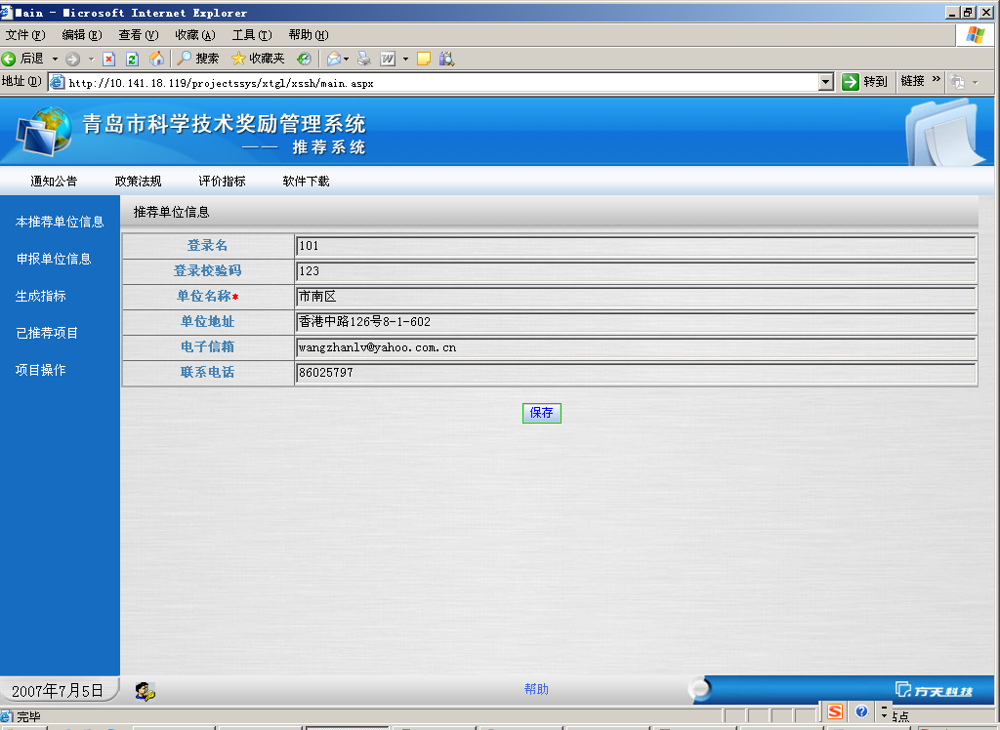 Main - Microsoft Internet Explorer
文件(F) 编辑(E) 查看(V) 收藏(A) 工具(T) 帮助(H)
后退 搜索 收藏夹
地址(D) http://10.141.18.119/projectssys/xtgl/xssh/main.aspx 转到 链接 »
青岛市科学技术奖励管理系统
—— 推荐系统
通知公告 政策法规 评价指标 软件下载
本推荐单位信息
申报单位信息
生成指标
已推荐项目
项目操作
推荐单位信息
登录名 101
登录校验码 123
单位名称* 市南区
单位地址 香港中路126号8-1-602
电子信箱 wangzhanlv@yahoo.com.cn
联系电话 86025797
保存
2007年7月5日 帮助 方天科技
完毕 站点